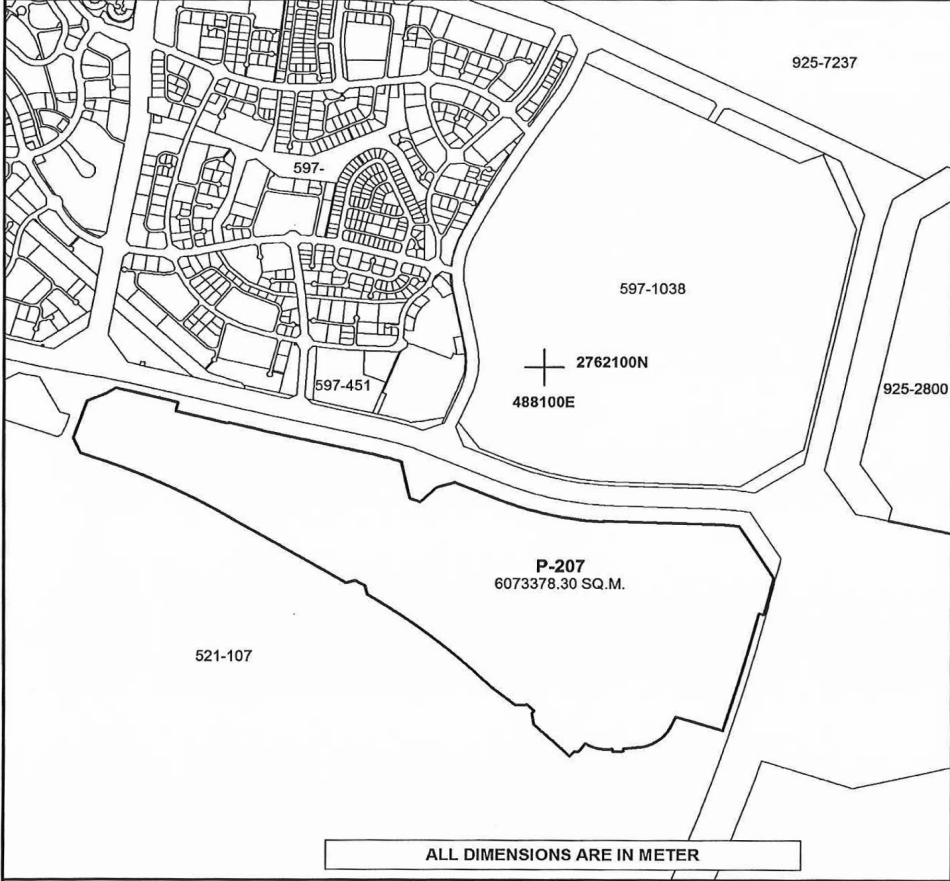 925-7237
597-
597-1038
2762100N
488100E
597-451
925-2800
P-207
6073378.30 SQ.M.
521-107
ALL DIMENSIONS ARE IN METER